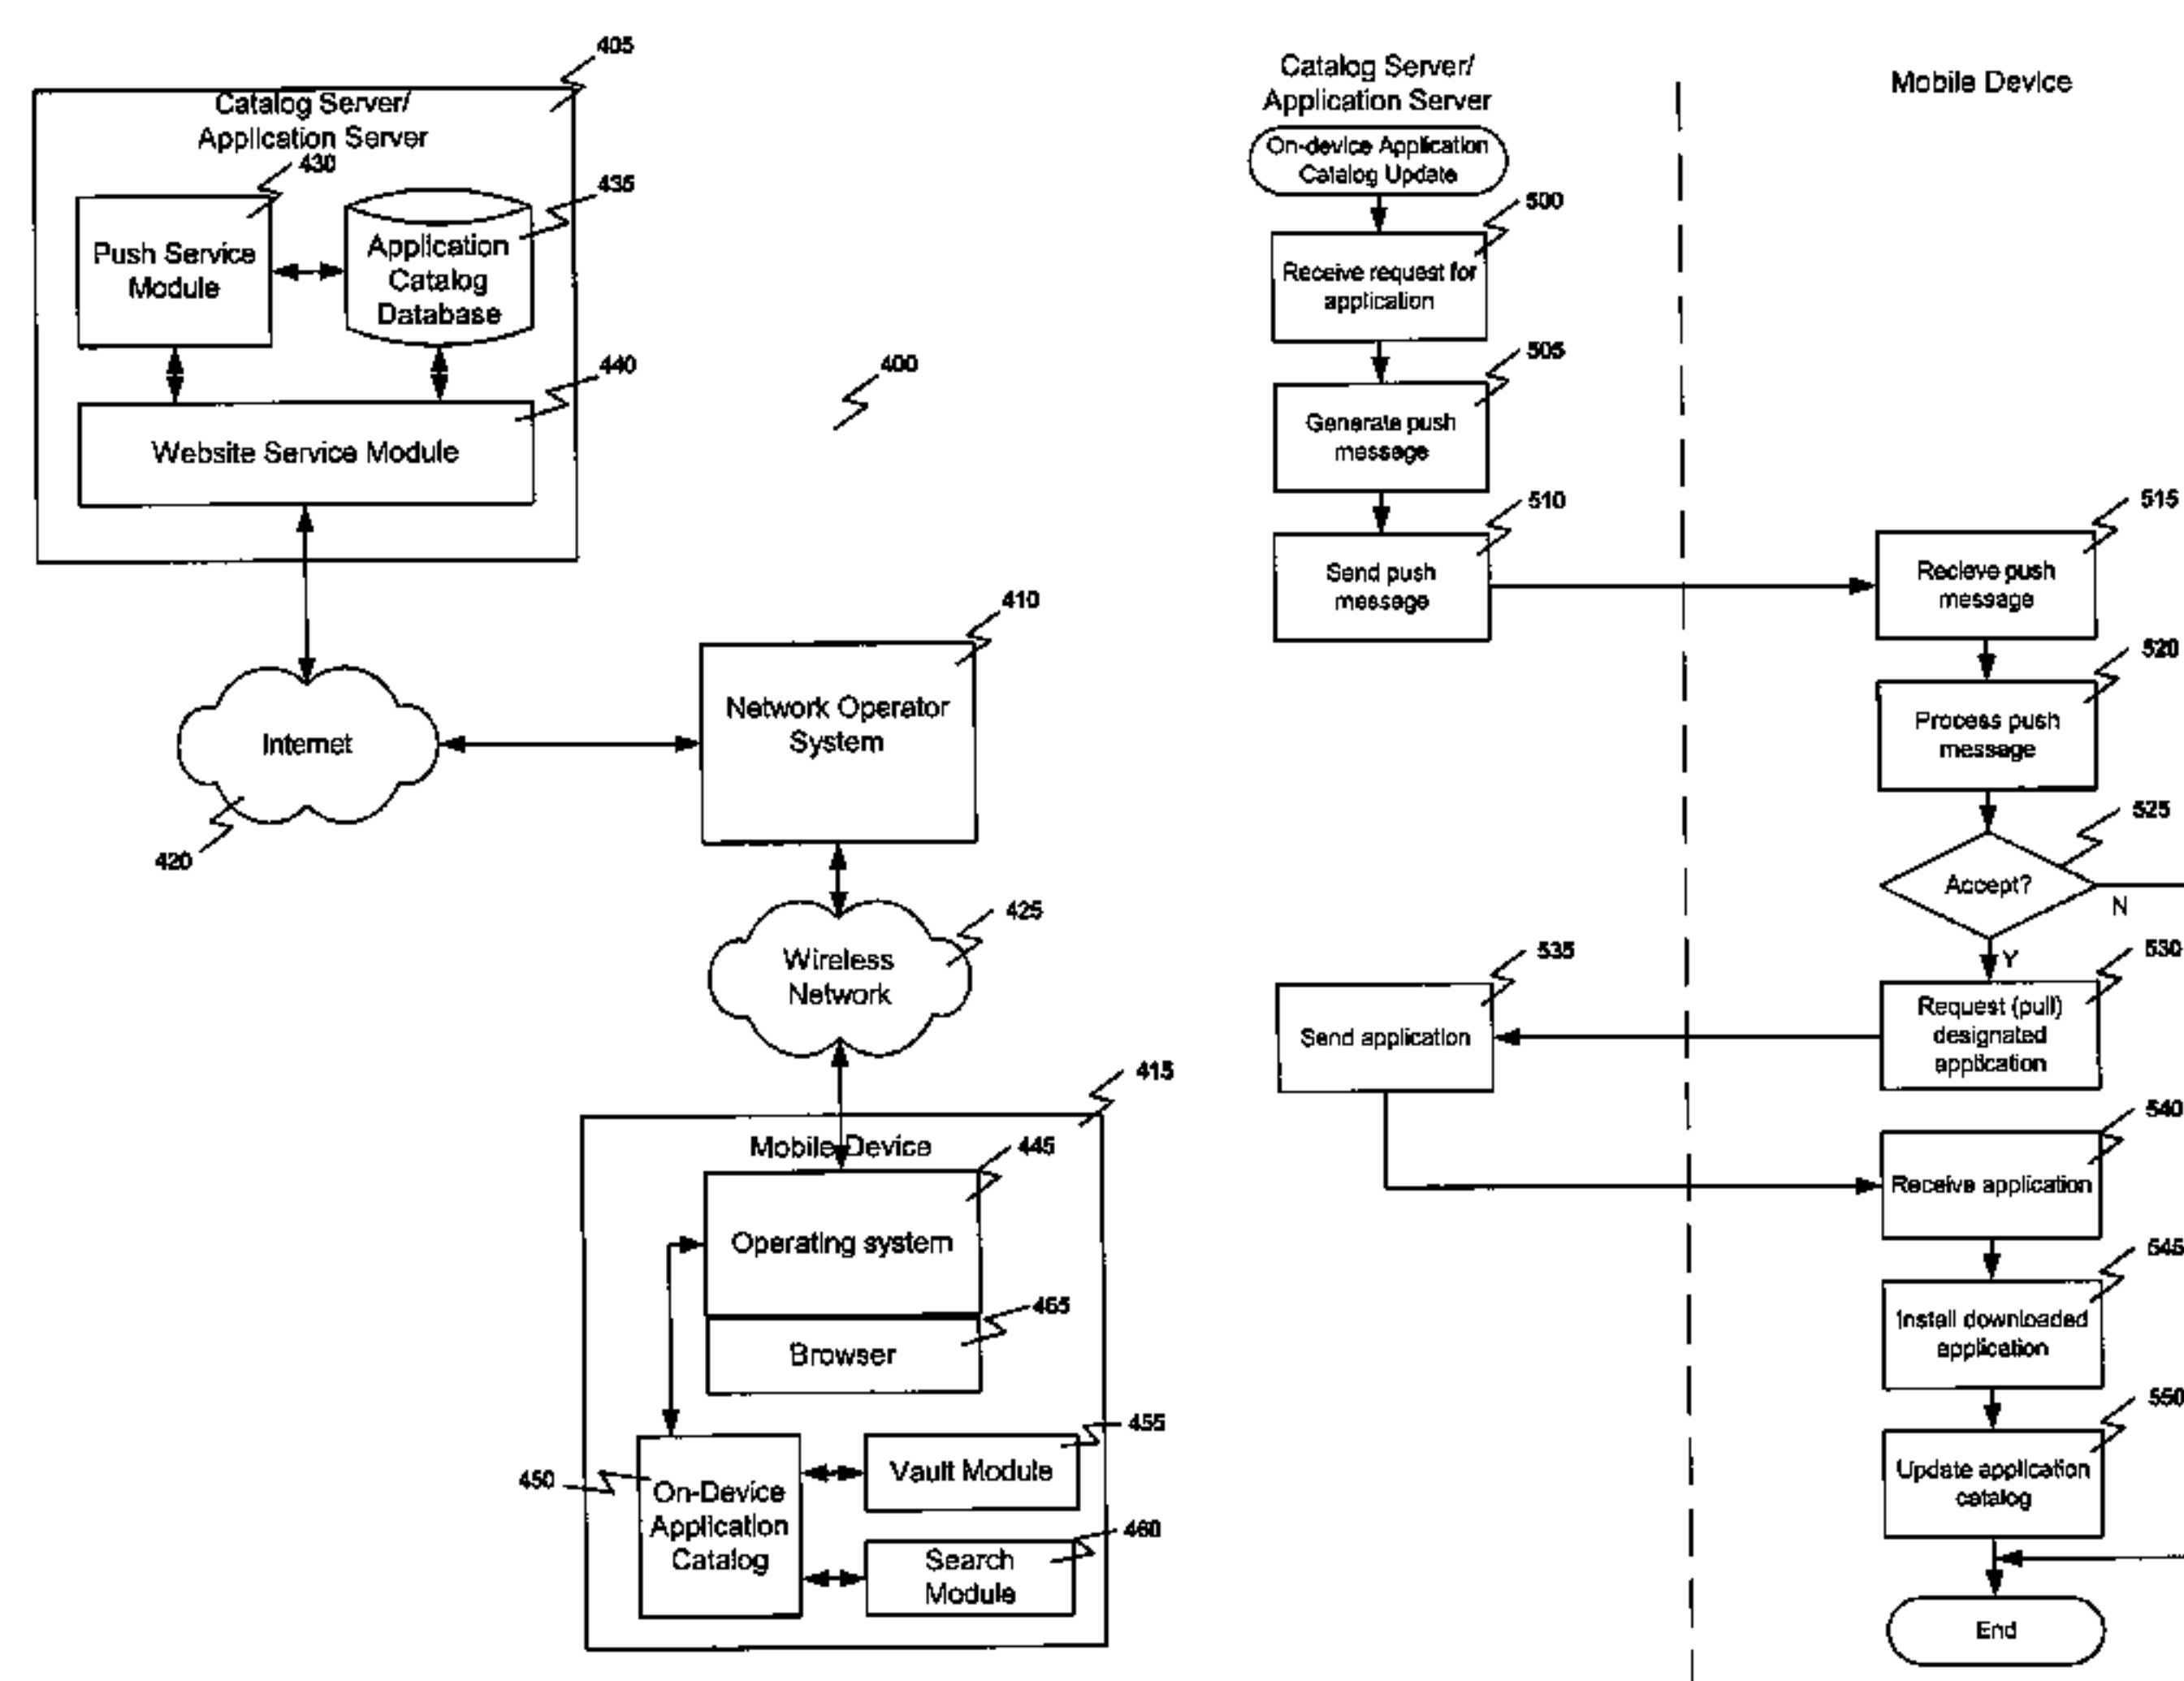 405
Catalog Server/
Application Server
430
435
Push Service
Module
Application
Catalog
Database
440
Website Service Module
400
410
Network Operator
System
Internet
420
425
Wireless
Network
415
Mobile Device
445
Operating system
465
Browser
455
Vault Module
450
On-Device
Application
Catalog
460
Search
Module
Catalog Server/
Application Server
Mobile Device
On-device Application
Catalog Update
500
Receive request for
application
505
Generate push
message
510
Send push
message
515
Recieve push
message
520
Process push
message
525
Accept?
N
Y
530
Request (pull)
designated
application
535
Send application
540
Receive application
545
Install downloaded
application
550
Update application
catalog
End